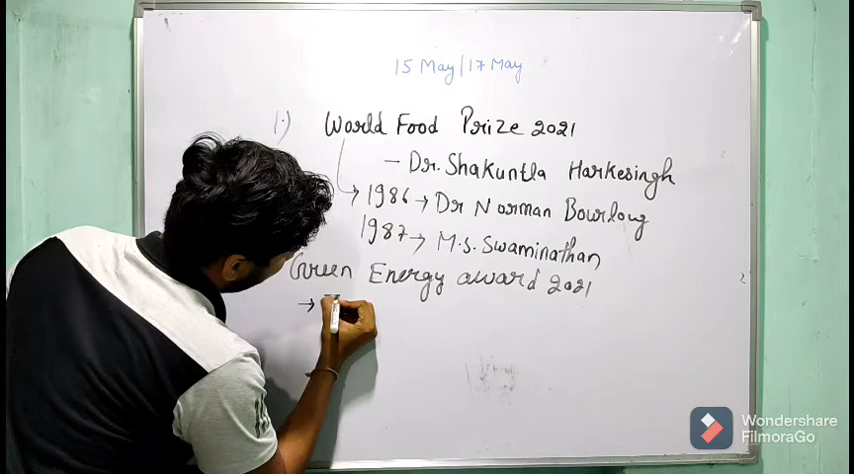 15 May/17 May
1.) World Food Prize 2021
- Dr. Shakuntla Harkesingh
→ 1986 → Dr Norman Bourloug
1987 → M.S. Swaminathan
Green Energy award 2021
→
Wondershare
FilmoraGo